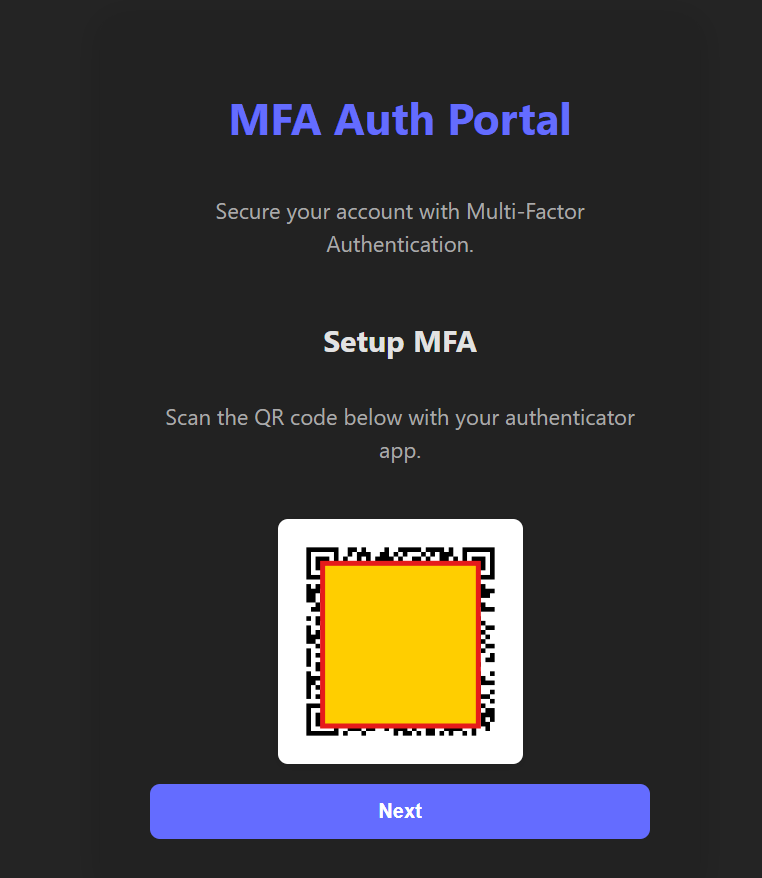 MFA Auth Portal
Secure your account with Multi-Factor
Authentication.
Setup MFA
Scan the QR code below with your authenticator
app.
Next